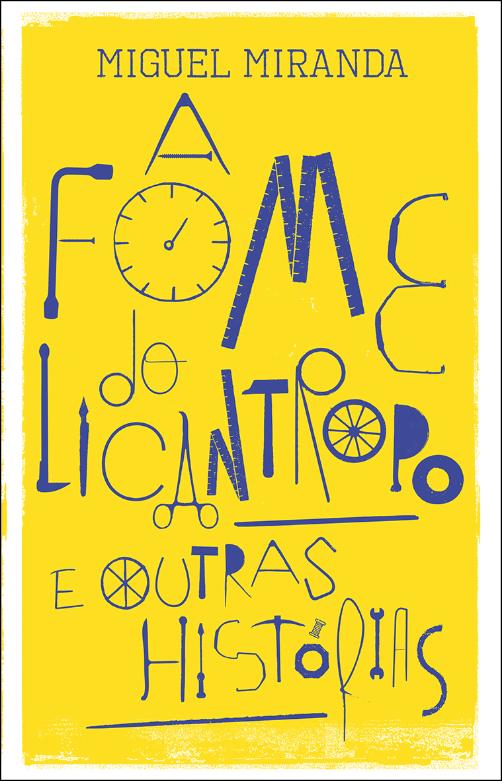 MIGUEL MIRANDA
A
FOME
do
LICANTROPO
E OUTRAS
HISTÓRIAS